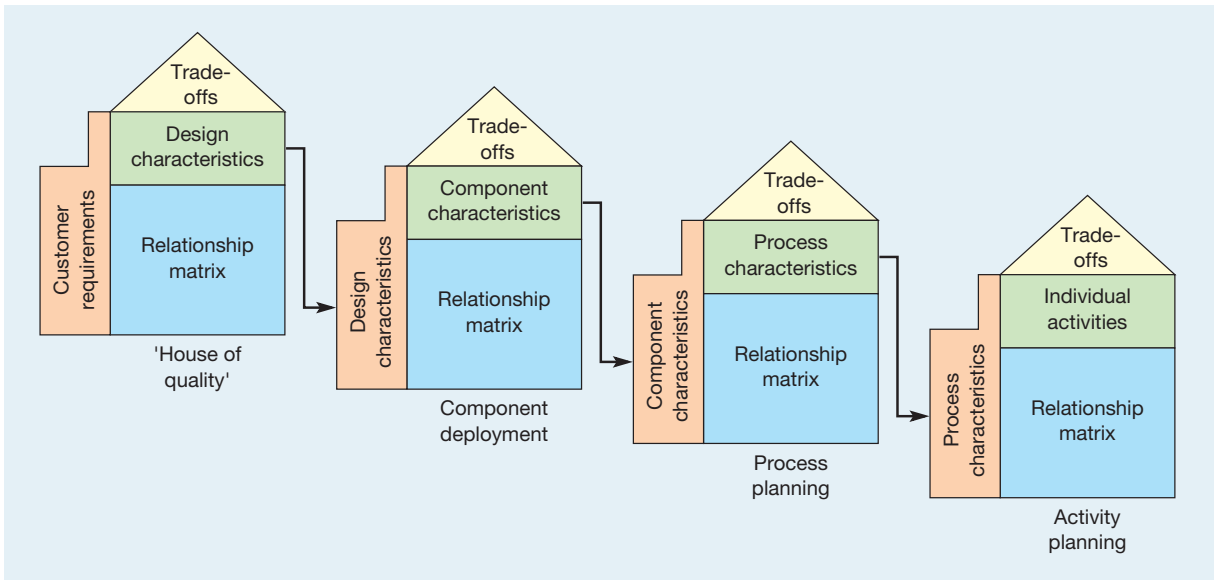 Trade-
offs
Design
characteristics
Customer
requirements
Relationship
matrix
'House of
quality'
Trade-
offs
Component
characteristics
Design
characteristics
Relationship
matrix
Component
deployment
Trade-
offs
Process
characteristics
Component
characteristics
Relationship
matrix
Process
planning
Trade-
offs
Individual
activities
Process
characteristics
Relationship
matrix
Activity
planning